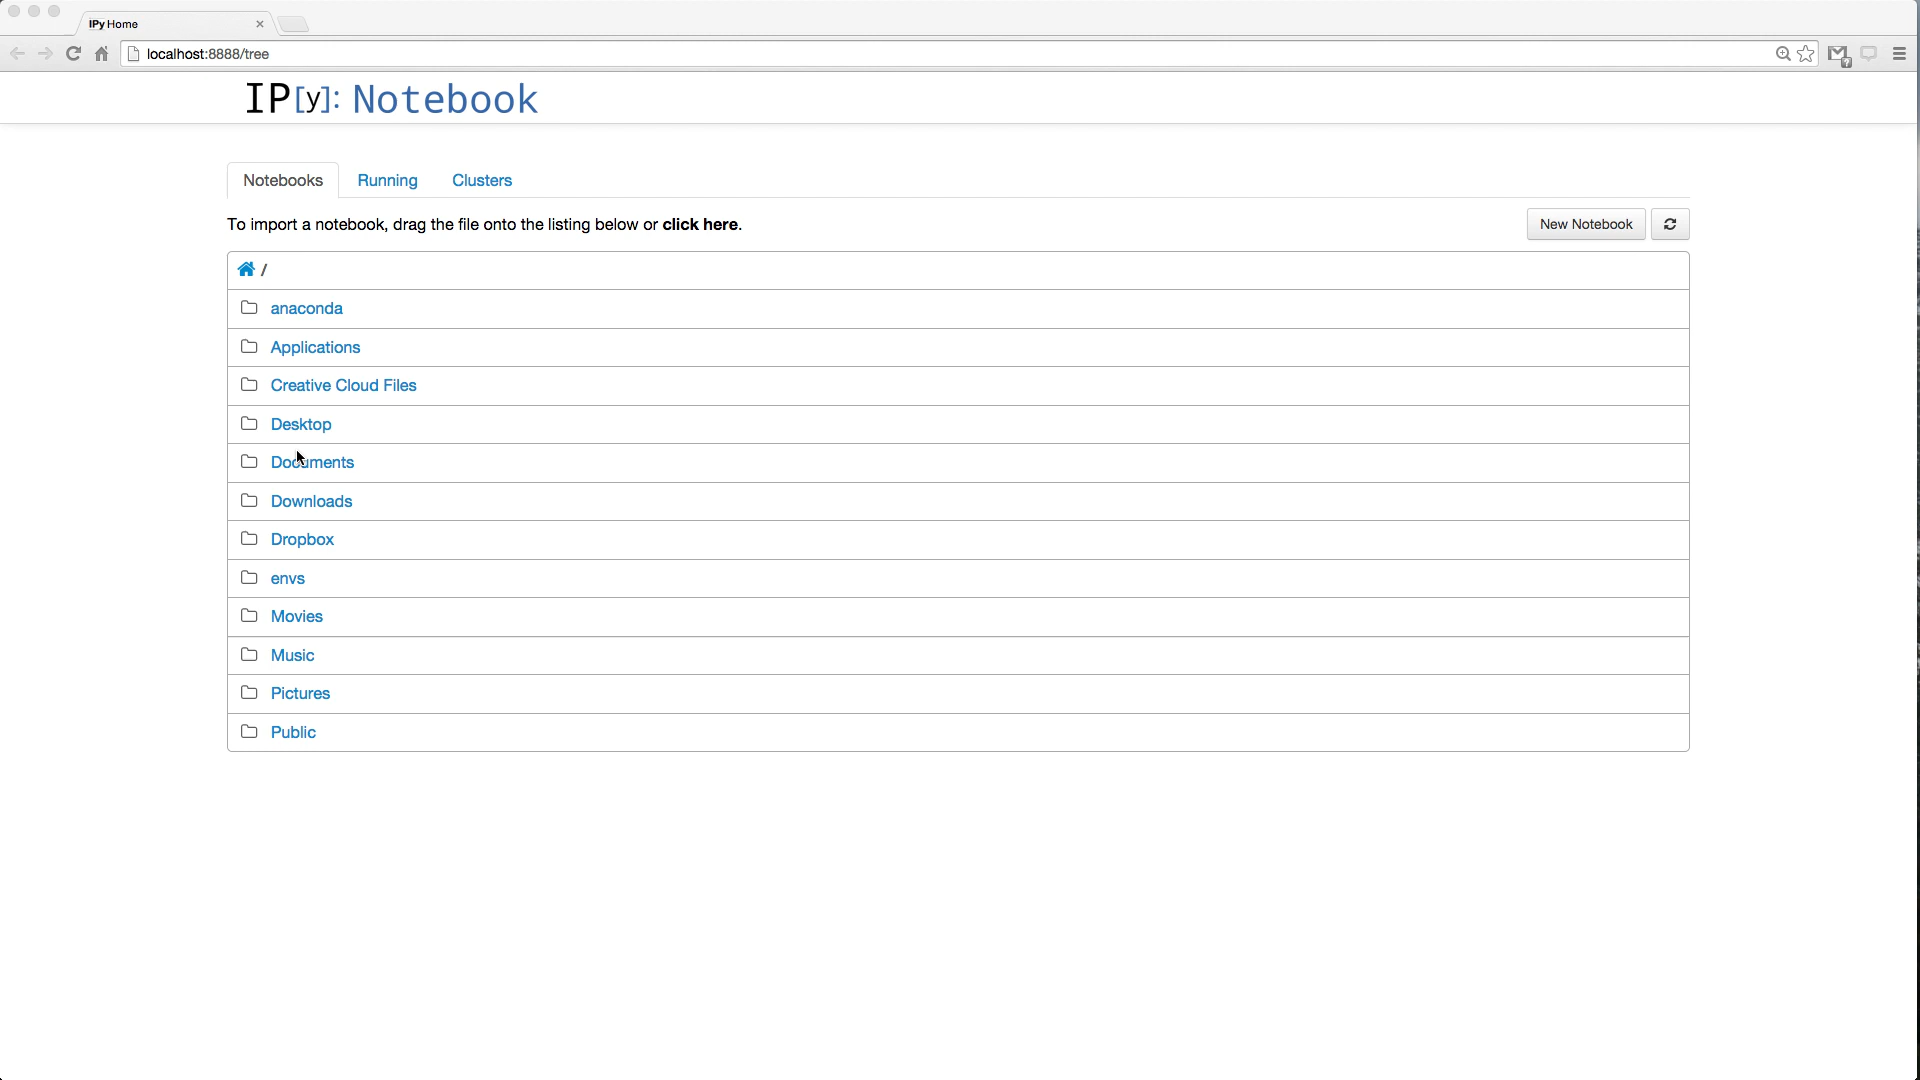 IPy Home
localhost:8888/tree
IP[y]: Notebook
Notebooks Running Clusters
To import a notebook, drag the file onto the listing below or click here. New Notebook
/
anaconda
Applications
Creative Cloud Files
Desktop
Documents
Downloads
Dropbox
envs
Movies
Music
Pictures
Public